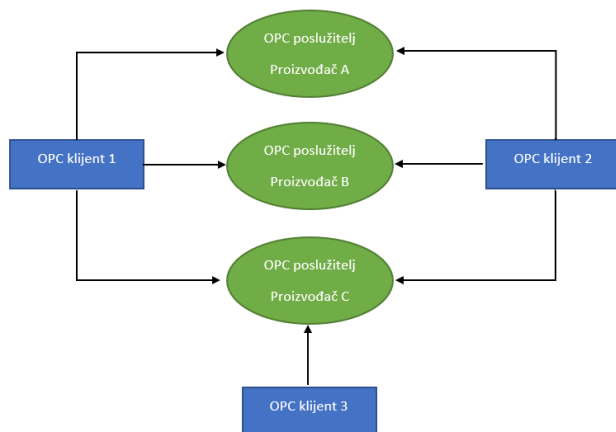 OPC poslužitelj
Proizvođač A
OPC klijent 1
OPC poslužitelj
Proizvođač B
OPC klijent 2
OPC poslužitelj
Proizvođač C
OPC klijent 3